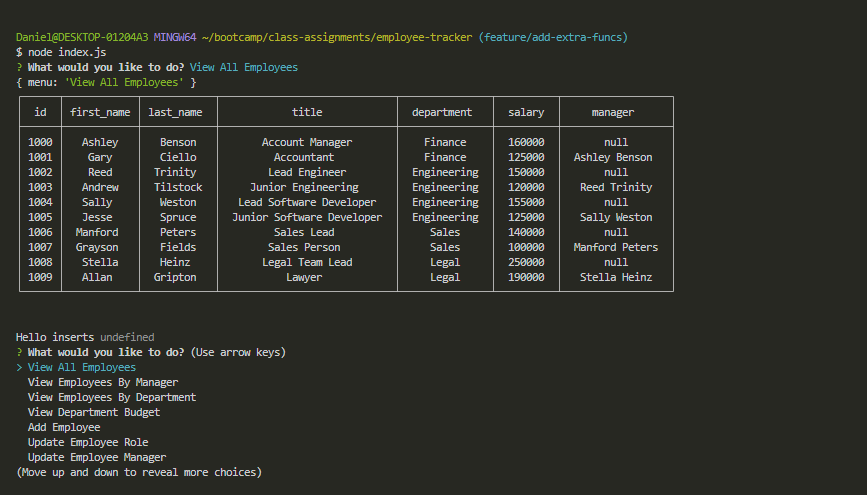 Daniel@DESKTOP-01204A3 MINGW64 ~/bootcamp/class-assignments/employee-tracker (feature/add-extra-funcs)
$ node index.js
? What would you like to do? View All Employees
{ menu: 'View All Employees' }
id first_name last_name title department salary manager
1000 Ashley Benson Account Manager Finance 160000 null
1001 Gary Ciello Accountant Finance 125000 Ashley Benson
1002 Reed Trinity Lead Engineer Engineering 150000 null
1003 Andrew Tilstock Junior Engineering Engineering 120000 Reed Trinity
1004 Sally Weston Lead Software Developer Engineering 155000 null
1005 Jesse Spruce Junior Software Developer Engineering 125000 Sally Weston
1006 Manford Peters Sales Lead Sales 140000 null
1007 Grayson Fields Sales Person Sales 100000 Manford Peters
1008 Stella Heinz Legal Team Lead Legal 250000 null
1009 Allan Gripton Lawyer Legal 190000 Stella Heinz
Hello inserts undefined
? What would you like to do? (Use arrow keys)
> View All Employees
View Employees By Manager
View Employees By Department
View Department Budget
Add Employee
Update Employee Role
Update Employee Manager
(Move up and down to reveal more choices)